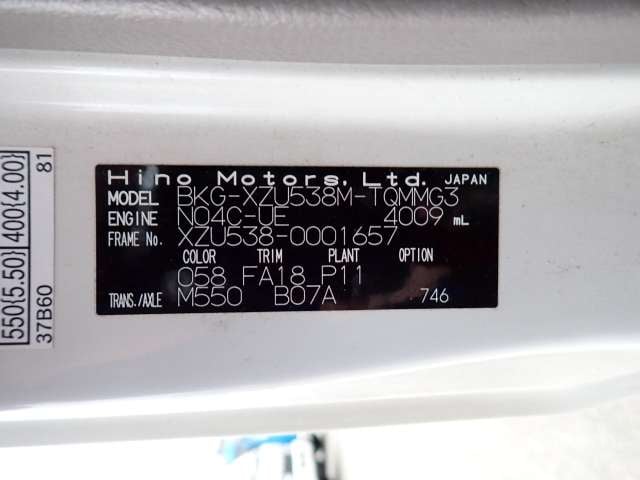 Hino Motors, Ltd. JAPAN
MODEL BKG-XZU538M-TQMMG3
ENGINE N04C-UE 4009 mL
FRAME No. XZU538-0001657
COLOR TRIM PLANT OPTION
058 FA18 P11
TRANS./AXLE M550 B07A 746
550{5.50} 400{4.00}
37B60 81